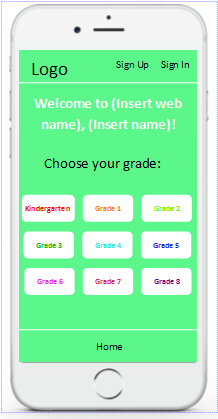 Logo Sign Up Sign In
Welcome to (Insert web
name), (Insert name)!
Choose your grade:
Kindergarten Grade 1 Grade 2
Grade 3 Grade 4 Grade 5
Grade 6 Grade 7 Grade 8
Home